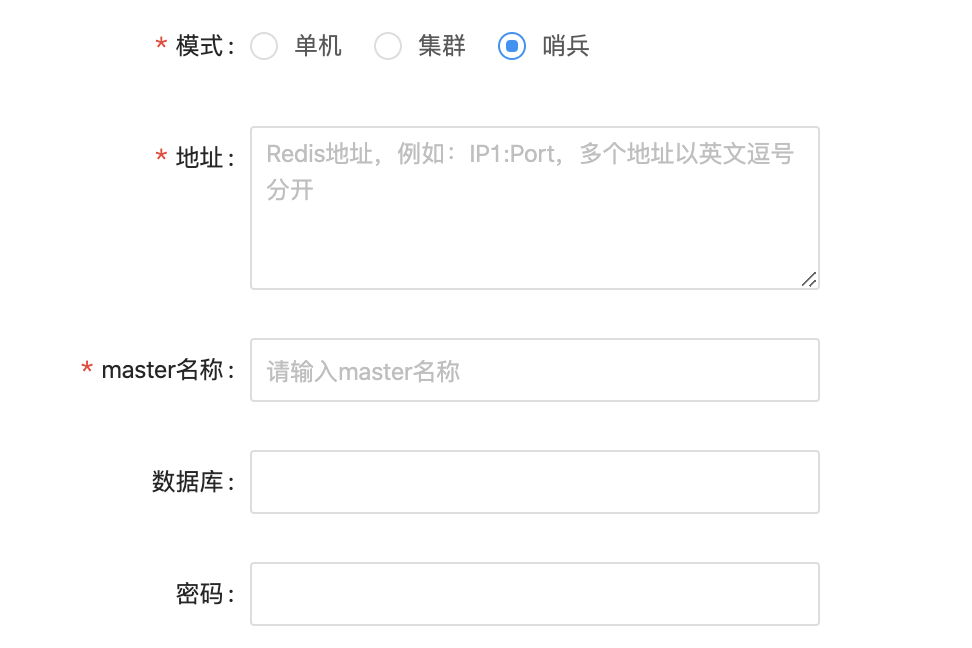 * 模式: 单机 集群 哨兵
* 地址: Redis地址，例如：IP1:Port，多个地址以英文逗号
分开
* master名称: 请输入master名称
数据库:
密码: